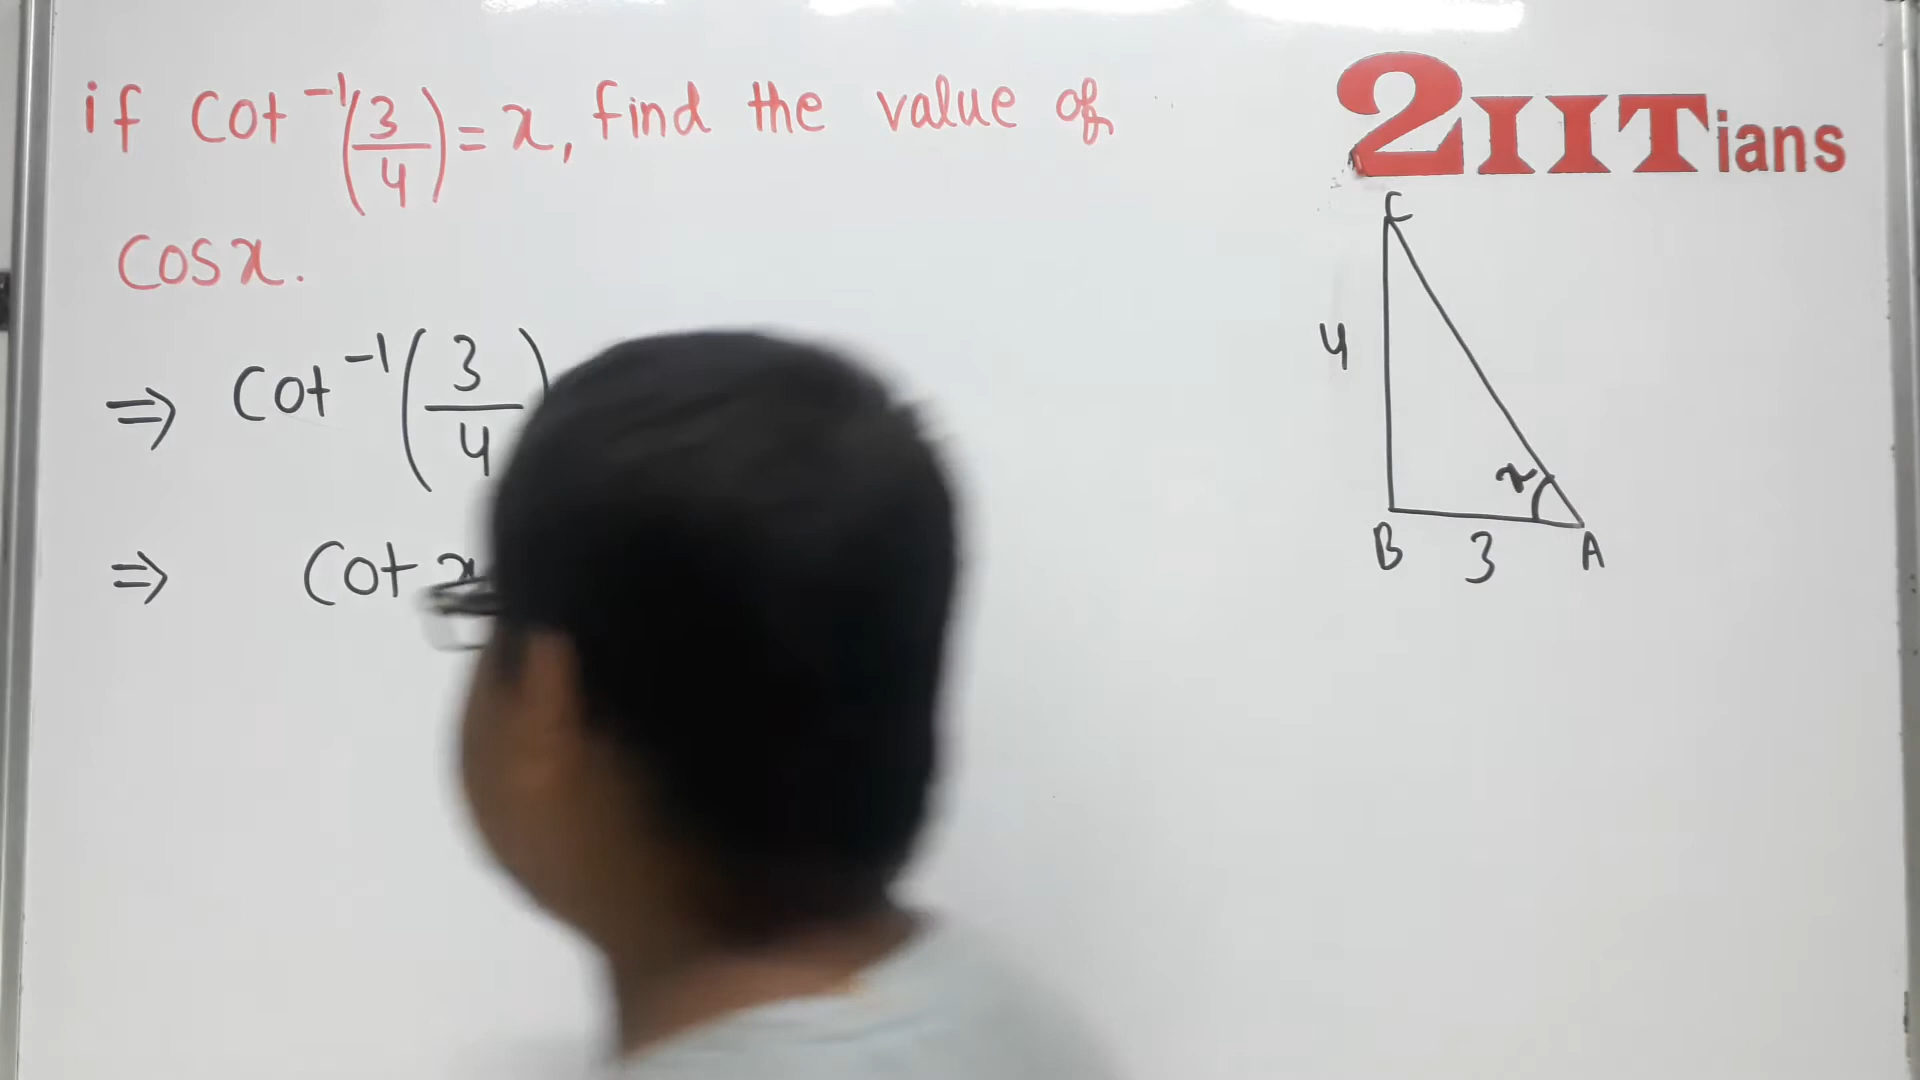 if cot⁻¹(3/4) = x, find the value of
cos x.
⇒ cot⁻¹(3/4)
⇒ cot x
2IITians
C
4
x
B 3 A